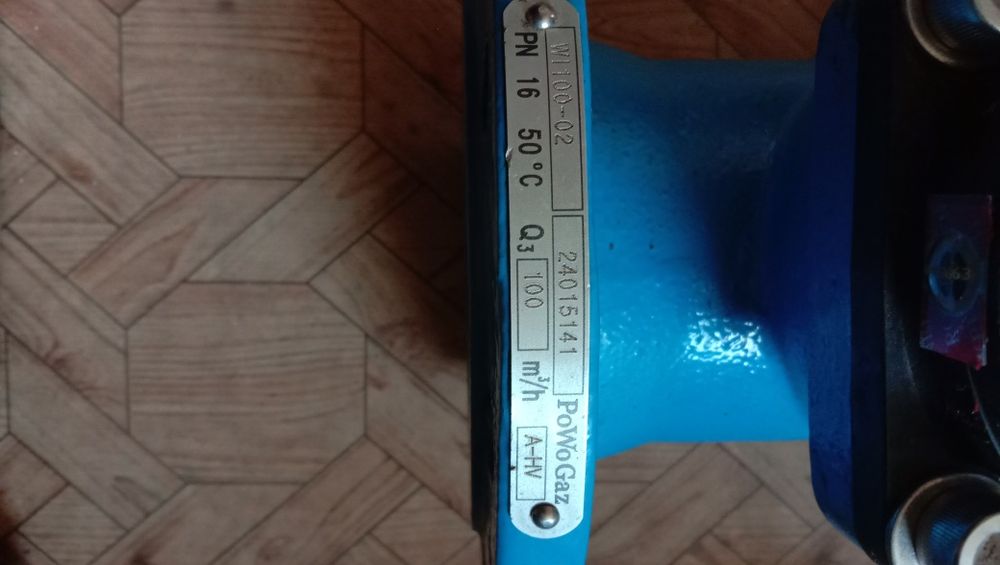 WI100-02 24015141 PoWoGaz
PN 16 50°C Q3 100 m³/h A-HV